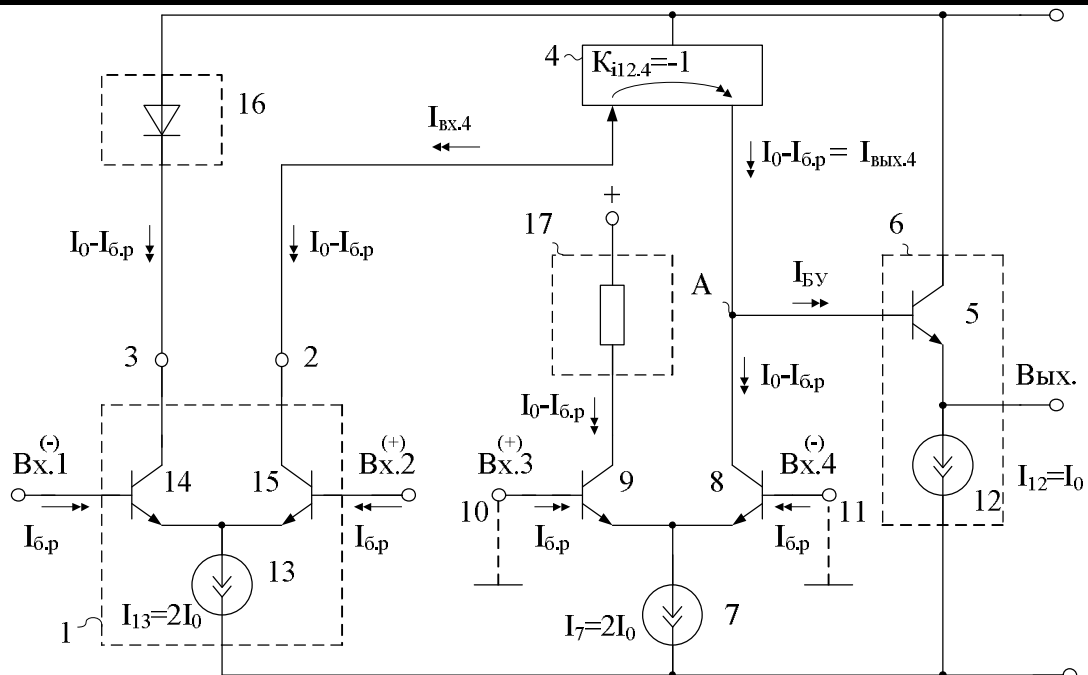 4
Ki12.4=-1
16
Iвх.4
I0-Iб.р = Iвых.4
+
17
6
I0-Iб.р
I0-Iб.р
IБУ
A
5
3
2
I0-Iб.р
I0-Iб.р
Вых.
(-)
Вх.1
(+)
Вх.2
(+)
Вх.3
(-)
Вх.4
14
15
9
8
I12=I0
12
10
11
Iб.р
Iб.р
Iб.р
Iб.р
13
I13=2I0
1
I7=2I0
7